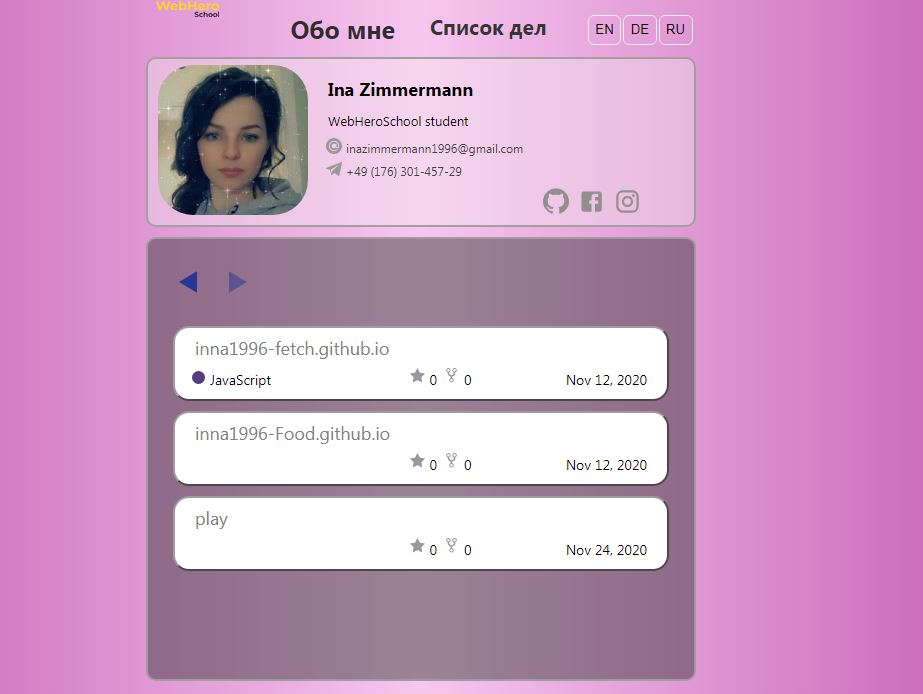 WebHero
School
Обо мне
Список дел
EN DE RU
Ina Zimmermann
WebHeroSchool student
inazimmermann1996@gmail.com
+49 (176) 301-457-29
inna1996-fetch.github.io
JavaScript 0 0 Nov 12, 2020
inna1996-Food.github.io
0 0 Nov 12, 2020
play
0 0 Nov 24, 2020